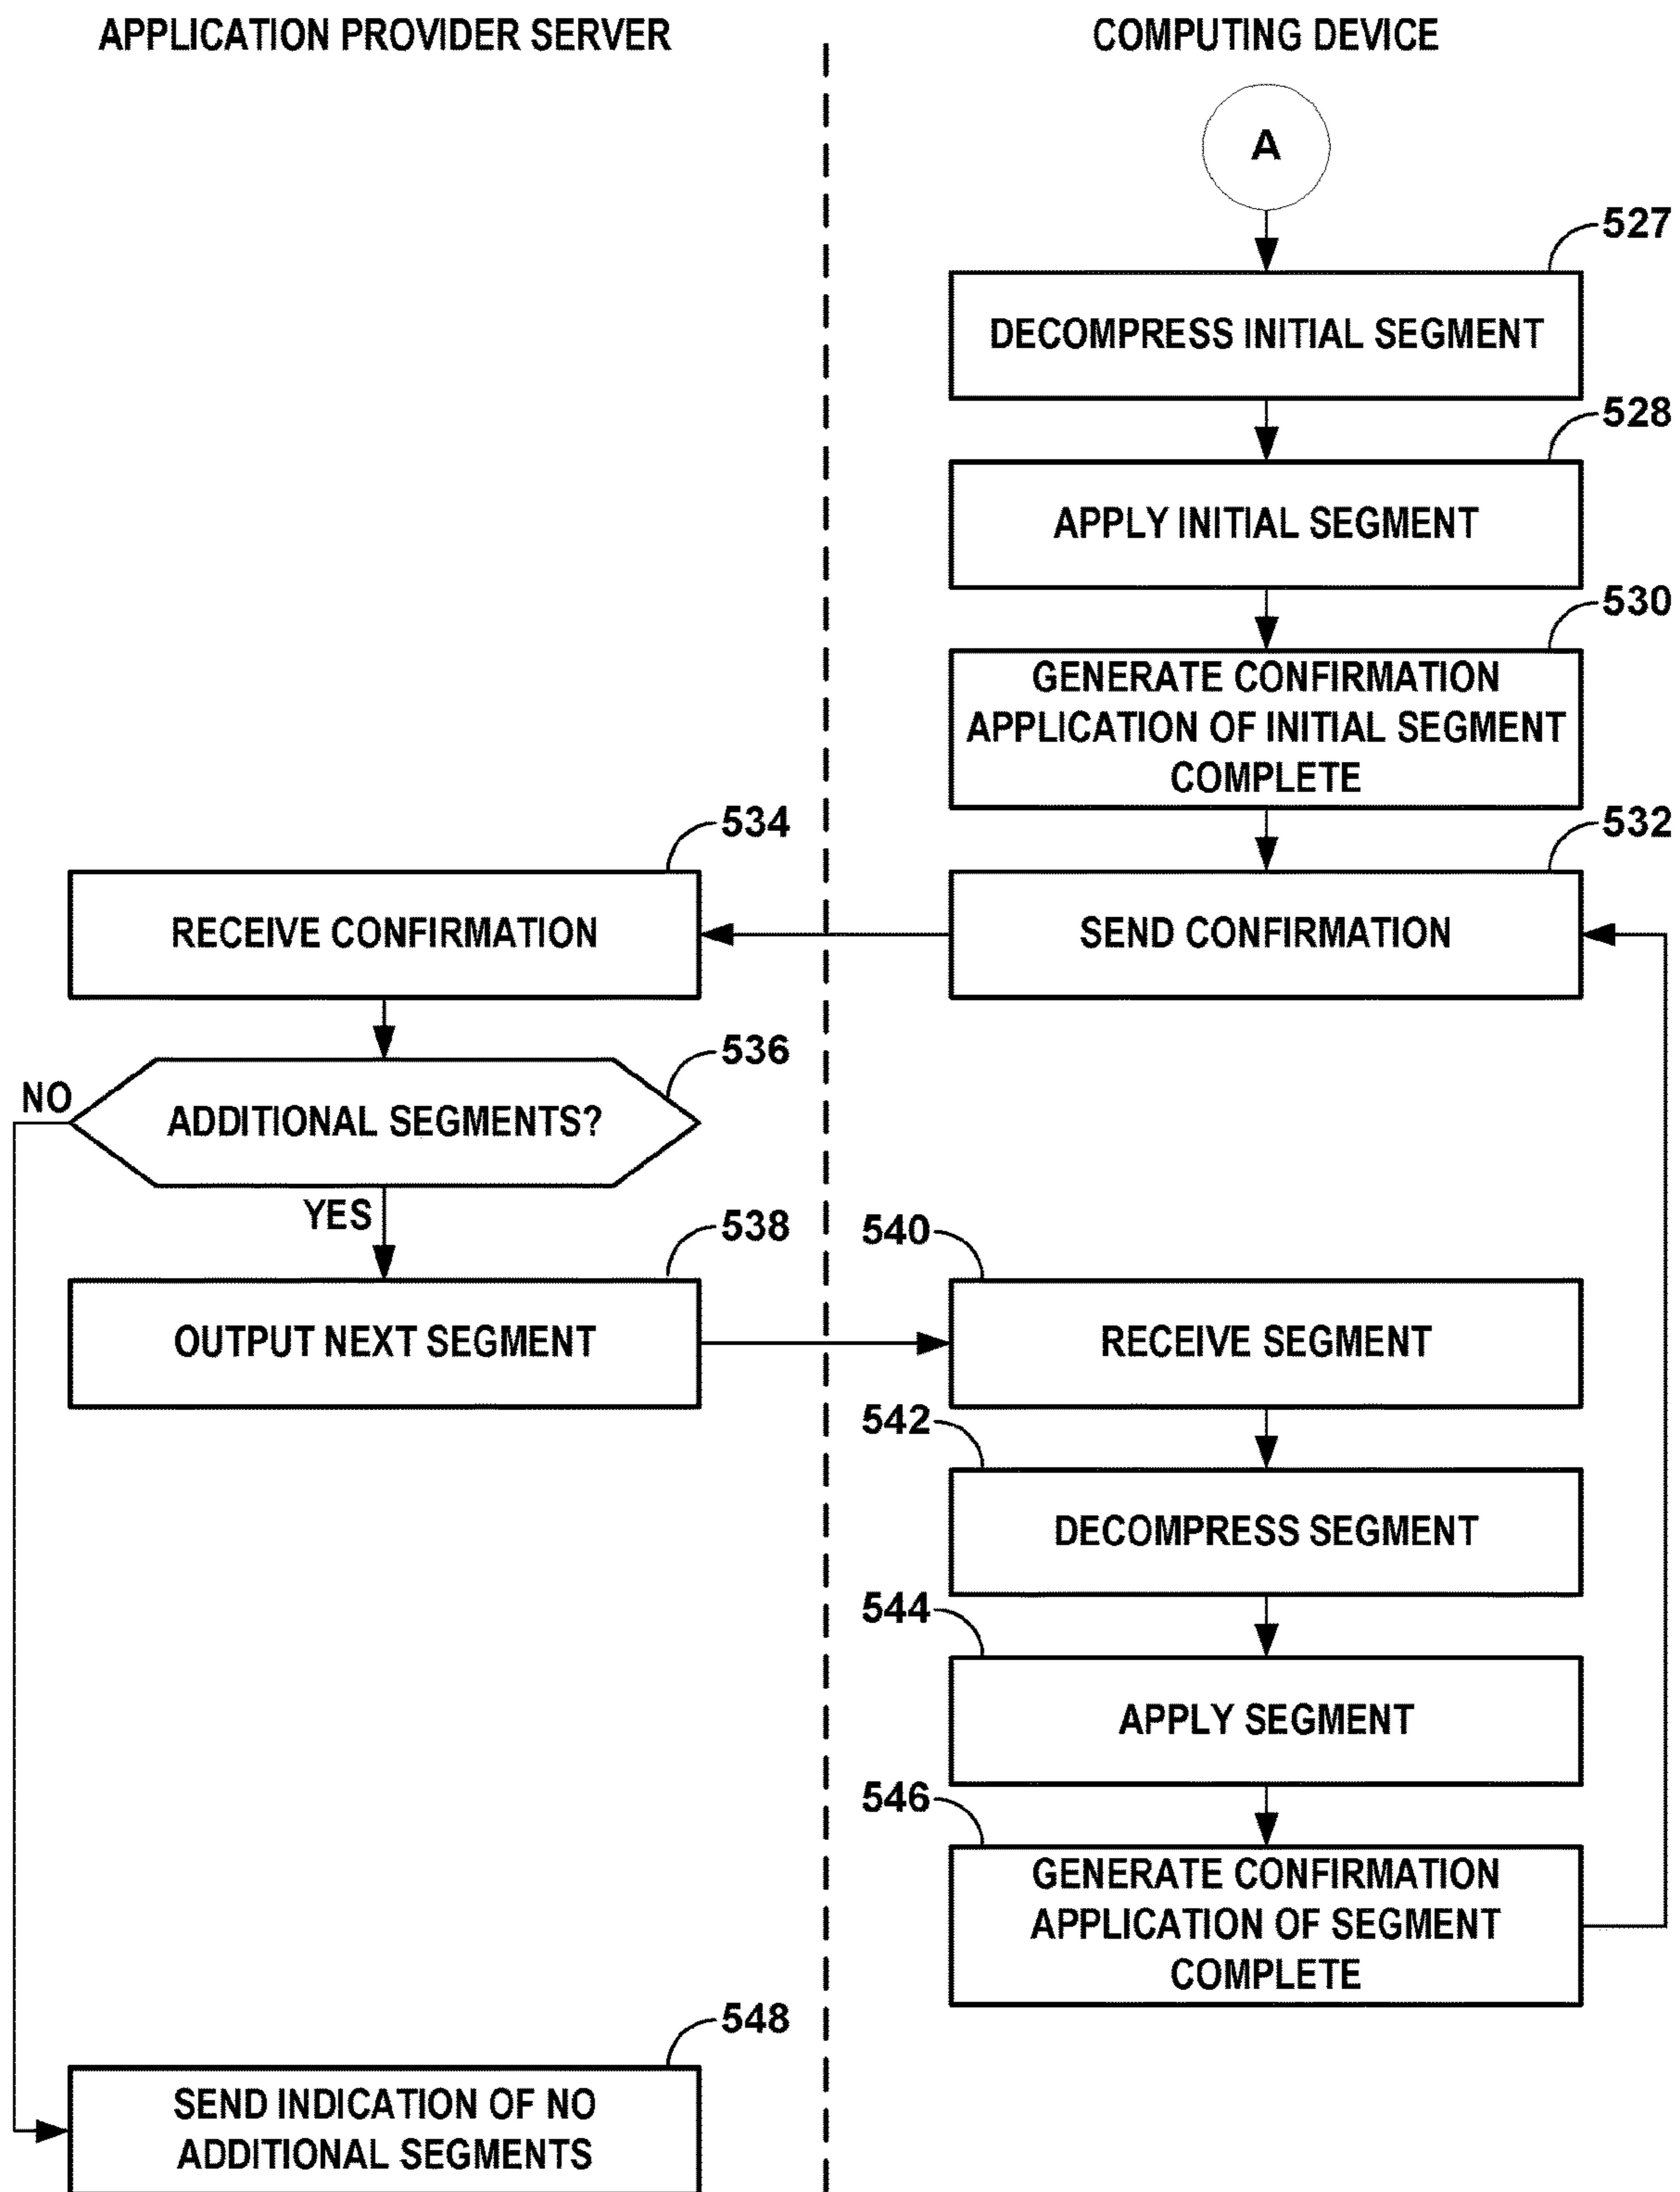 APPLICATION PROVIDER SERVER
COMPUTING DEVICE
A
527
DECOMPRESS INITIAL SEGMENT
528
APPLY INITIAL SEGMENT
530
GENERATE CONFIRMATION
APPLICATION OF INITIAL SEGMENT
COMPLETE
532
SEND CONFIRMATION
534
RECEIVE CONFIRMATION
536
ADDITIONAL SEGMENTS?
NO
YES
538
OUTPUT NEXT SEGMENT
540
RECEIVE SEGMENT
542
DECOMPRESS SEGMENT
544
APPLY SEGMENT
546
GENERATE CONFIRMATION
APPLICATION OF SEGMENT
COMPLETE
548
SEND INDICATION OF NO
ADDITIONAL SEGMENTS